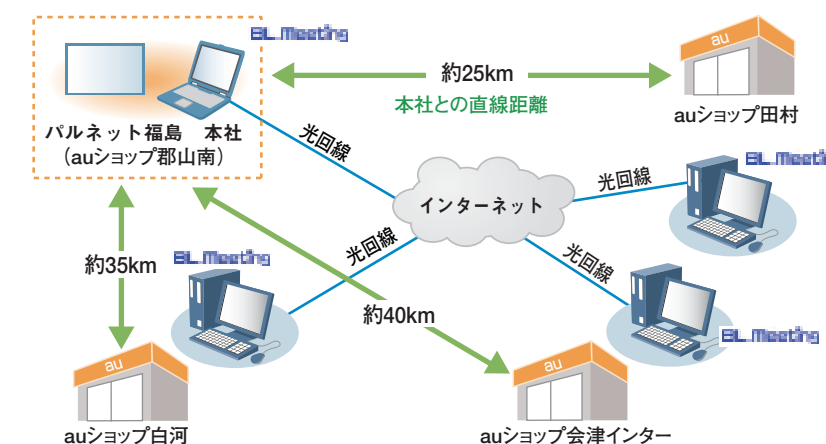 BL.Meeting
au
約25km
本社との直線距離
auショップ田村
パルネット福島 本社
(auショップ郡山南)
光回線
BL.Meeti
光回線
インターネット
光回線
光回線
BL.Meeting
約35km
約40km
BL.Meeting
au
au
auショップ白河
auショップ会津インター